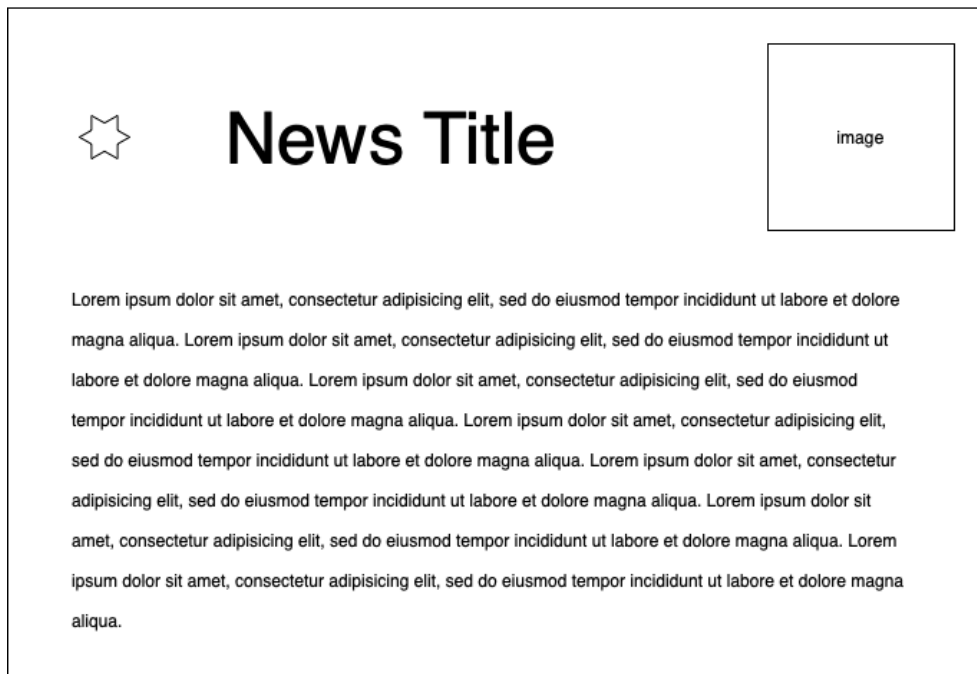 News Title
image
Lorem ipsum dolor sit amet, consectetur adipisicing elit, sed do eiusmod tempor incididunt ut labore et dolore
magna aliqua. Lorem ipsum dolor sit amet, consectetur adipisicing elit, sed do eiusmod tempor incididunt ut
labore et dolore magna aliqua. Lorem ipsum dolor sit amet, consectetur adipisicing elit, sed do eiusmod
tempor incididunt ut labore et dolore magna aliqua. Lorem ipsum dolor sit amet, consectetur adipisicing elit,
sed do eiusmod tempor incididunt ut labore et dolore magna aliqua. Lorem ipsum dolor sit amet, consectetur
adipisicing elit, sed do eiusmod tempor incididunt ut labore et dolore magna aliqua. Lorem ipsum dolor sit
amet, consectetur adipisicing elit, sed do eiusmod tempor incididunt ut labore et dolore magna aliqua. Lorem
ipsum dolor sit amet, consectetur adipisicing elit, sed do eiusmod tempor incididunt ut labore et dolore magna
aliqua.